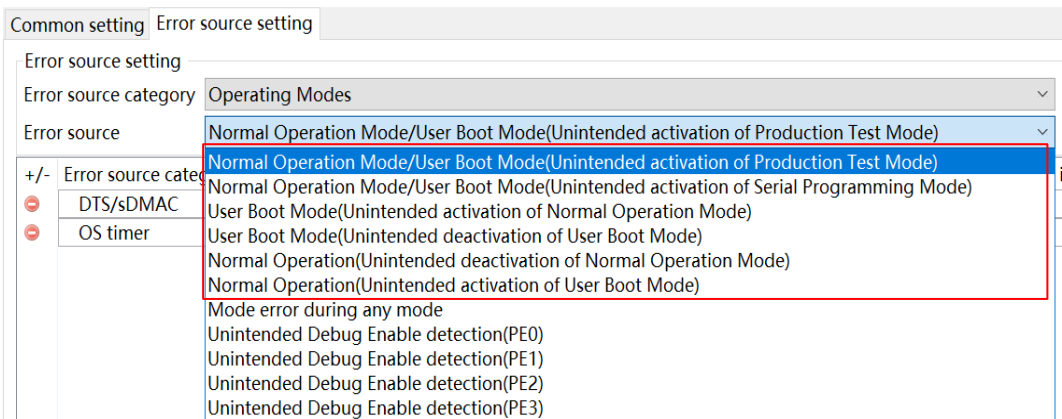 Common setting Error source setting
Error source setting
Error source category Operating Modes
Error source Normal Operation Mode/User Boot Mode(Unintended activation of Production Test Mode)
+/- Error source categ Normal Operation Mode/User Boot Mode(Unintended activation of Production Test Mode)
Normal Operation Mode/User Boot Mode(Unintended activation of Serial Programming Mode)
DTS/sDMAC User Boot Mode(Unintended activation of Normal Operation Mode)
OS timer User Boot Mode(Unintended deactivation of User Boot Mode)
Normal Operation(Unintended deactivation of Normal Operation Mode)
Normal Operation(Unintended activation of User Boot Mode)
Mode error during any mode
Unintended Debug Enable detection(PE0)
Unintended Debug Enable detection(PE1)
Unintended Debug Enable detection(PE2)
Unintended Debug Enable detection(PE3)